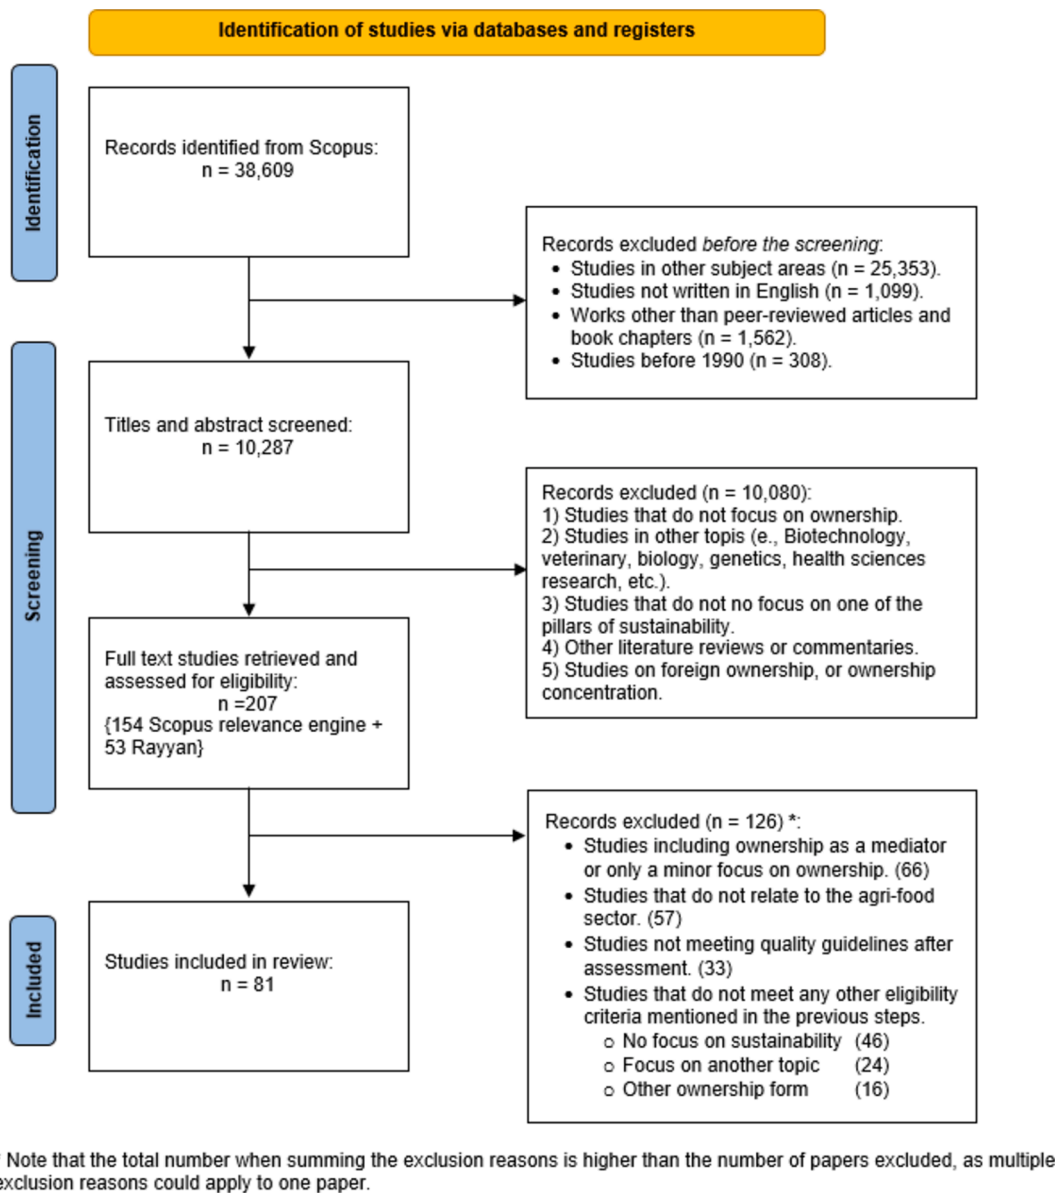 Identification of studies via databases and registers
Identification
Records identified from Scopus:
n = 38,609
Records excluded before the screening:
• Studies in other subject areas (n = 25,353).
• Studies not written in English (n = 1,099).
• Works other than peer-reviewed articles and
book chapters (n = 1,562).
• Studies before 1990 (n = 308).
Screening
Titles and abstract screened:
n = 10,287
Records excluded (n = 10,080):
1) Studies that do not focus on ownership.
2) Studies in other topis (e., Biotechnology,
veterinary, biology, genetics, health sciences
research, etc.).
3) Studies that do not no focus on one of the
pillars of sustainability.
4) Other literature reviews or commentaries.
5) Studies on foreign ownership, or ownership
concentration.
Full text studies retrieved and
assessed for eligibility:
n =207
{154 Scopus relevance engine +
53 Rayyan}
Records excluded (n = 126) *:
• Studies including ownership as a mediator
or only a minor focus on ownership. (66)
• Studies that do not relate to the agri-food
sector. (57)
• Studies not meeting quality guidelines after
assessment. (33)
• Studies that do not meet any other eligibility
criteria mentioned in the previous steps.
o No focus on sustainability (46)
o Focus on another topic (24)
o Other ownership form (16)
Included
Studies included in review:
n = 81
* Note that the total number when summing the exclusion reasons is higher than the number of papers excluded, as multiple
exclusion reasons could apply to one paper.